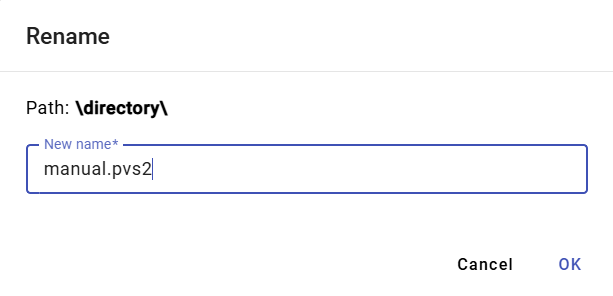 Rename
Path: \directory\
New name*
manual.pvs2
Cancel OK